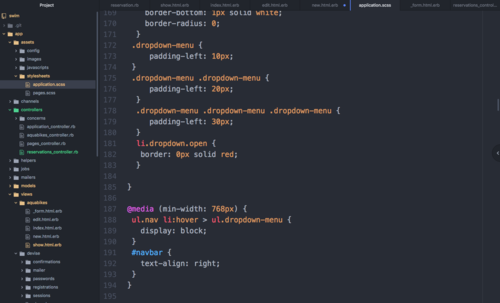 Project
reservation.rb
show.html.erb
index.html.erb
edit.html.erb
new.html.erb
application.scss
_form.html.erb
reservations_contro
swim
.git
app
assets
config
images
javascripts
stylesheets
application.scss
pages.scss
channels
controllers
concerns
application_controller.rb
aquabikes_controller.rb
pages_controller.rb
reservations_controller.rb
helpers
jobs
mailers
models
views
aquabikes
_form.html.erb
edit.html.erb
index.html.erb
new.html.erb
show.html.erb
devise
confirmations
mailer
passwords
registrations
sessions
169 border-bottom: 1px solid white;
170 border-radius: 0;
171 }
172 .dropdown-menu {
173 padding-left: 10px;
174 }
175 .dropdown-menu .dropdown-menu {
176 padding-left: 20px;
177 }
178 .dropdown-menu .dropdown-menu .dropdown-menu {
179 padding-left: 30px;
180 }
181 li.dropdown.open {
182 border: 0px solid red;
183 }
184
185 }
186
187 @media (min-width: 768px) {
188 ul.nav li:hover > ul.dropdown-menu {
189 display: block;
190 }
191 #navbar {
192 text-align: right;
193 }
194 }
195